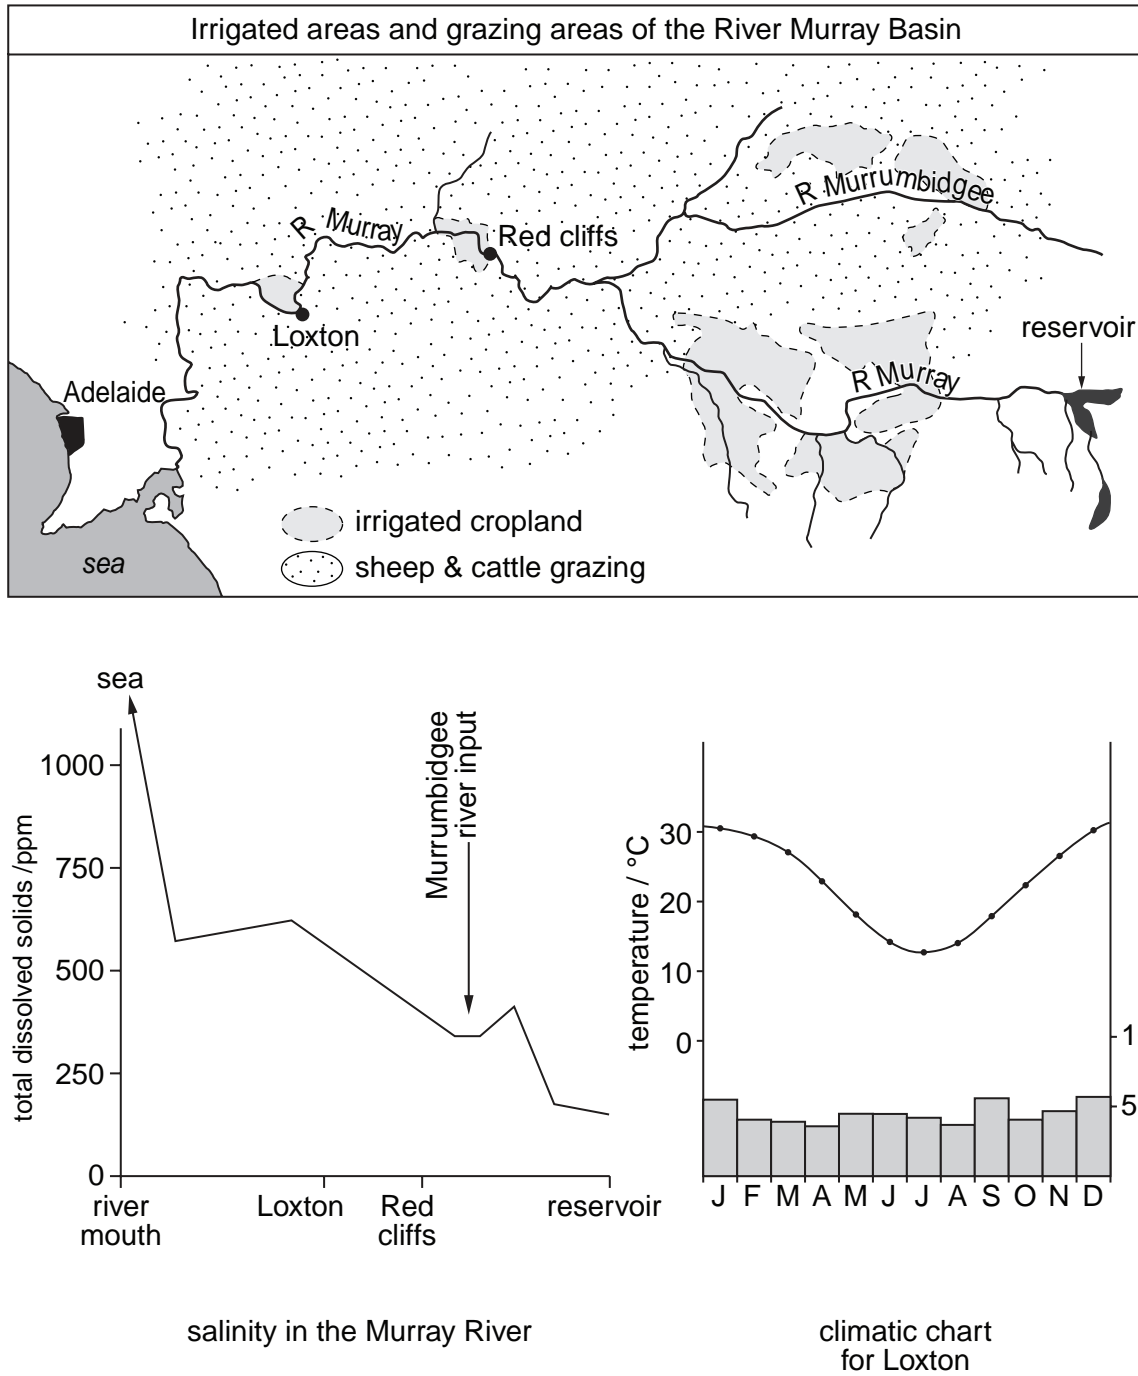 Irrigated areas and grazing areas of the River Murray Basin
R Murrumbidgee
R Murray
Red cliffs
Loxton
reservoir
R Murray
Adelaide
irrigated cropland
sheep & cattle grazing
sea
sea
Murrumbidgee
river input
total dissolved solids /ppm
1000
750
500
250
0
river
mouth
Loxton
Red
cliffs
reservoir
salinity in the Murray River
temperature / °C
30
20
10
0
1
5
J F M A M J J A S O N D
climatic chart
for Loxton